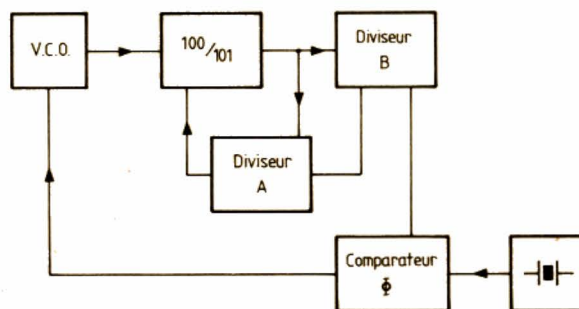 V.C.O.
100/101
Diviseur
B
Diviseur
A
Comparateur
Φ